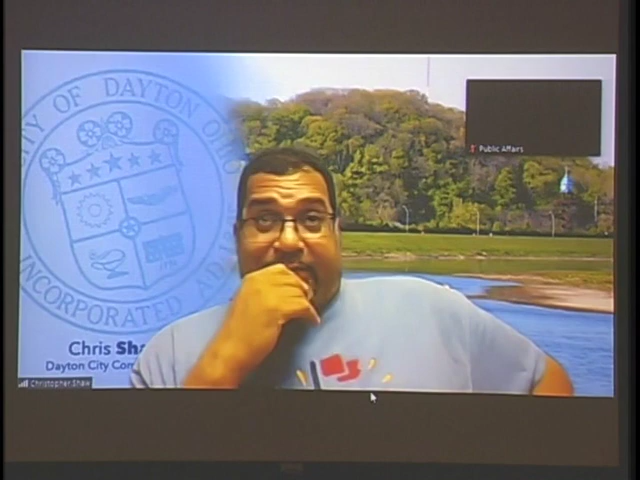 CITY OF DAYTON OHIO
INCORPORATED A.D.
Public Affairs
Chris Sha
Dayton City Com
Christopher.Shaw